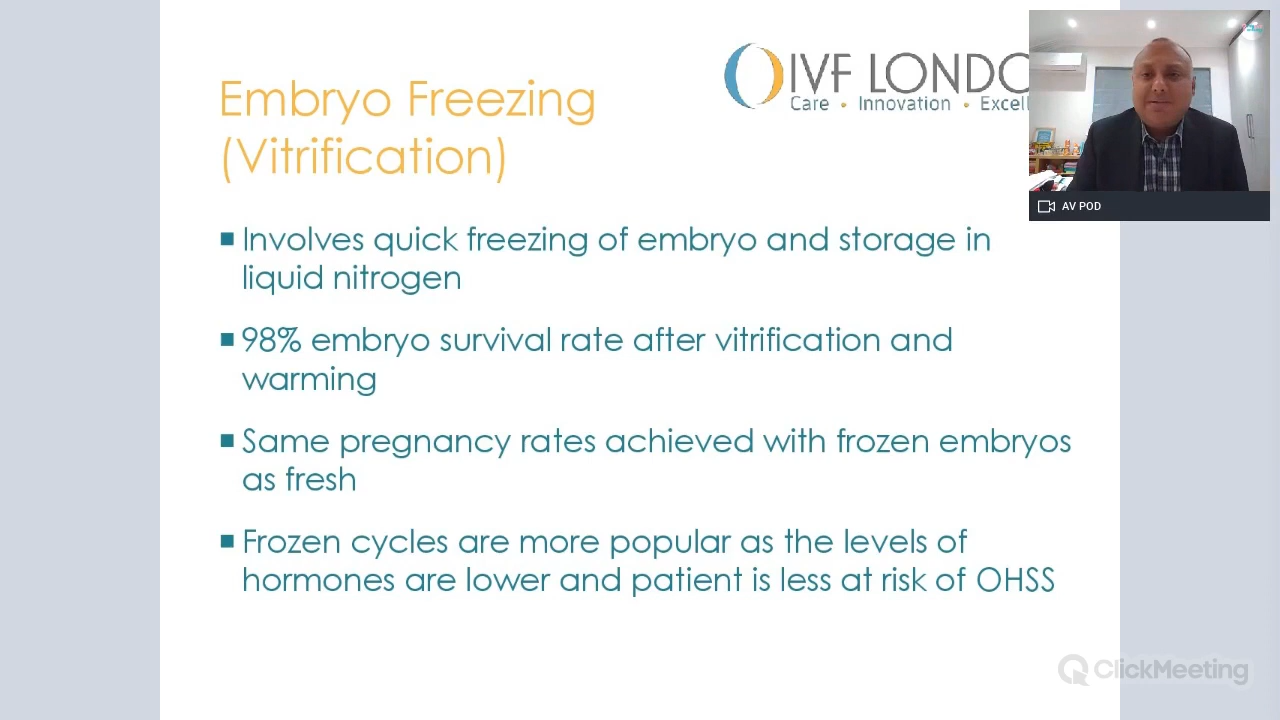 Embryo Freezing
(Vitrification)
IVF LONDO
Care • Innovation • Excell
AV POD
Involves quick freezing of embryo and storage in
liquid nitrogen
98% embryo survival rate after vitrification and
warming
Same pregnancy rates achieved with frozen embryos
as fresh
Frozen cycles are more popular as the levels of
hormones are lower and patient is less at risk of OHSS
ClickMeeting